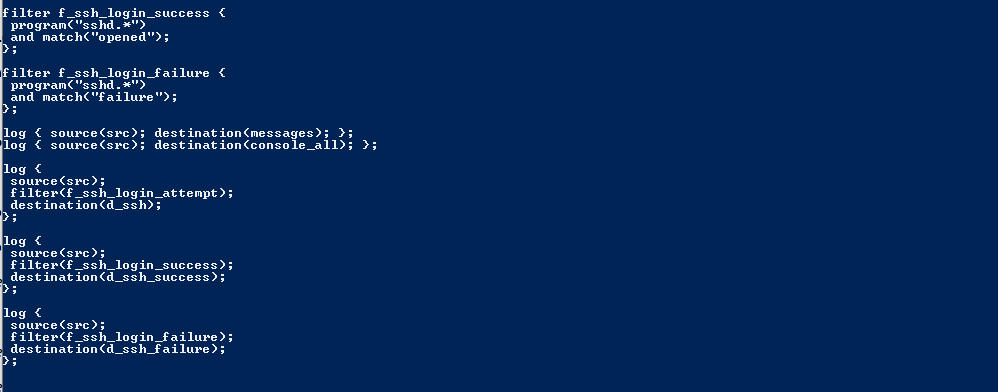 filter f_ssh_login_success {
 program("sshd.*")
 and match("opened");
};
filter f_ssh_login_failure {
 program("sshd.*")
 and match("failure");
};
log { source(src); destination(messages); };
log { source(src); destination(console_all); };
log {
 source(src);
 filter(f_ssh_login_attempt);
 destination(d_ssh);
};
log {
 source(src);
 filter(f_ssh_login_success);
 destination(d_ssh_success);
};
log {
 source(src);
 filter(f_ssh_login_failure);
 destination(d_ssh_failure);
};